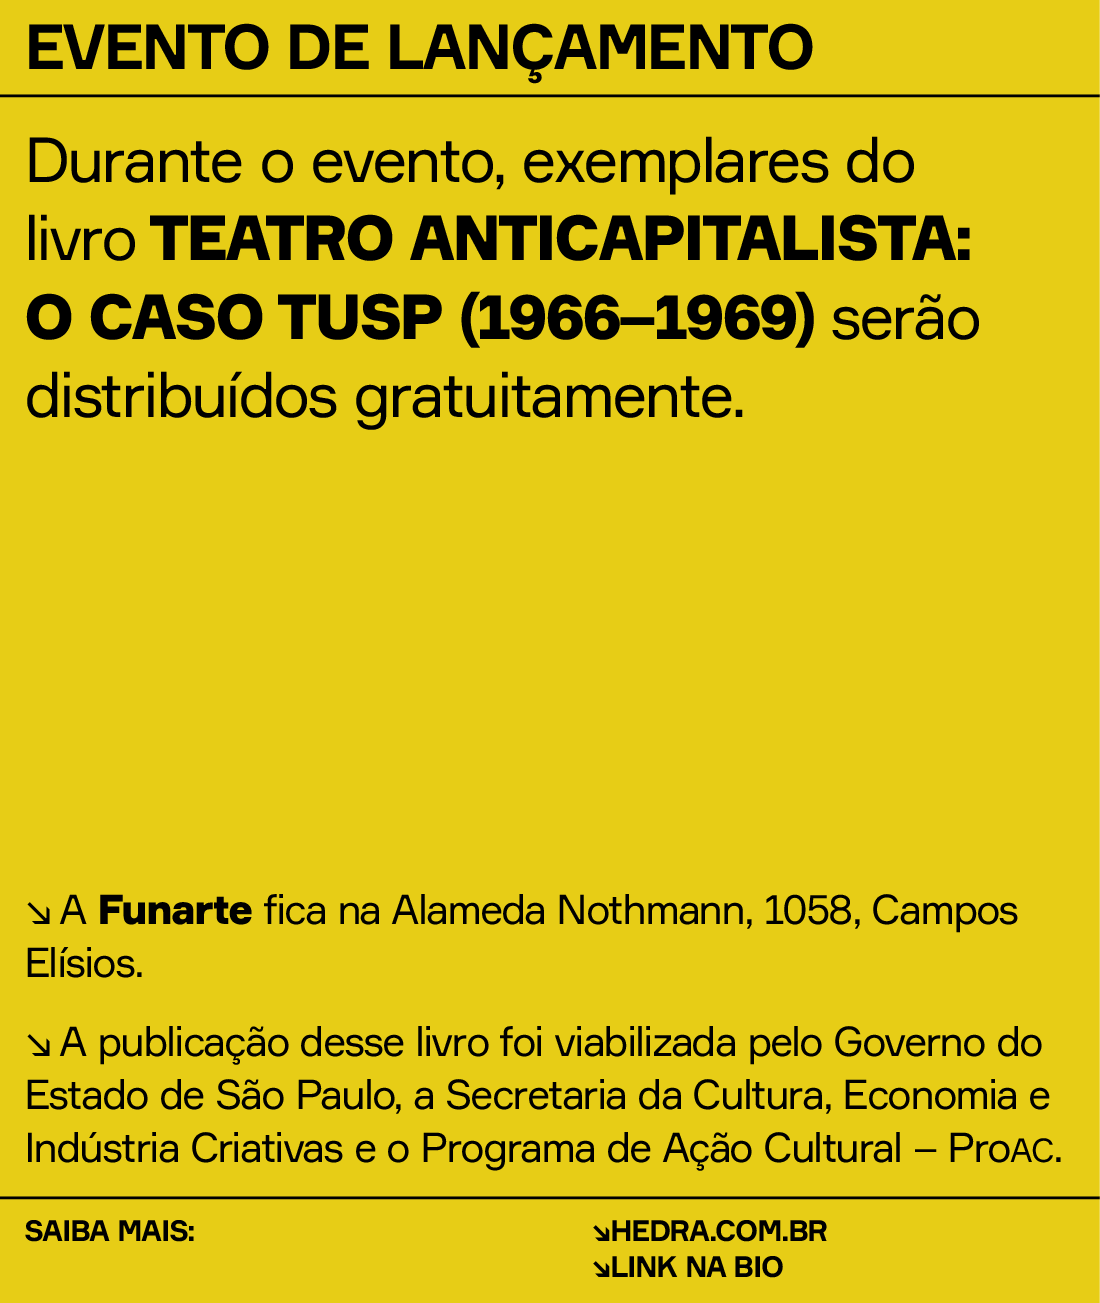 EVENTO DE LANÇAMENTO
Durante o evento, exemplares do
livro TEATRO ANTICAPITALISTA:
O CASO TUSP (1966–1969) serão
distribuídos gratuitamente.
↘ A Funarte fica na Alameda Nothmann, 1058, Campos
Elísios.
↘ A publicação desse livro foi viabilizada pelo Governo do
Estado de São Paulo, a Secretaria da Cultura, Economia e
Indústria Criativas e o Programa de Ação Cultural – ProAC.
SAIBA MAIS:
↘HEDRA.COM.BR
↘LINK NA BIO